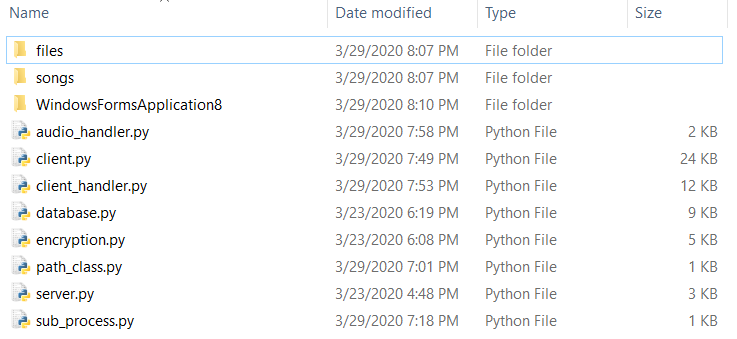 Name Date modified Type Size
files 3/29/2020 8:07 PM File folder
songs 3/29/2020 8:07 PM File folder
WindowsFormsApplication8 3/29/2020 8:10 PM File folder
audio_handler.py 3/29/2020 7:58 PM Python File 2 KB
client.py 3/29/2020 7:49 PM Python File 24 KB
client_handler.py 3/29/2020 7:53 PM Python File 12 KB
database.py 3/23/2020 6:19 PM Python File 9 KB
encryption.py 3/23/2020 6:08 PM Python File 5 KB
path_class.py 3/29/2020 7:01 PM Python File 1 KB
server.py 3/23/2020 4:48 PM Python File 3 KB
sub_process.py 3/29/2020 7:18 PM Python File 1 KB